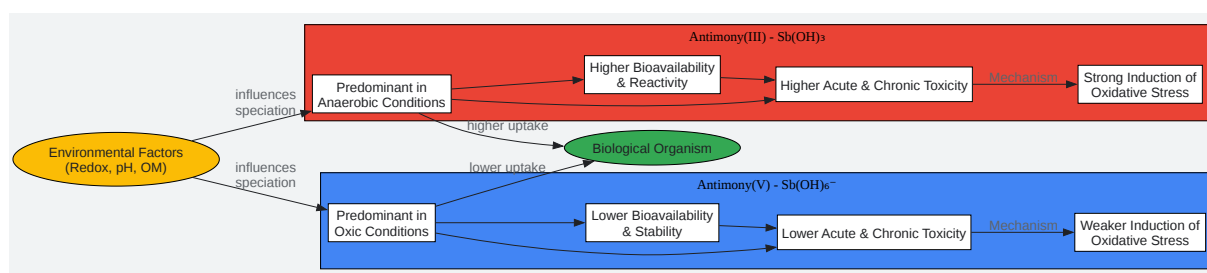 Antimony(III) - Sb(OH)₃
Higher Bioavailability
& Reactivity
Predominant in
Anaerobic Conditions
Higher Acute & Chronic Toxicity
Mechanism
Strong Induction of
Oxidative Stress
influences
speciation
higher uptake
Environmental Factors
(Redox, pH, OM)
Biological Organism
influences
speciation
lower uptake
Antimony(V) - Sb(OH)₆⁻
Predominant in
Oxic Conditions
Lower Bioavailability
& Stability
Lower Acute & Chronic Toxicity
Mechanism
Weaker Induction of
Oxidative Stress